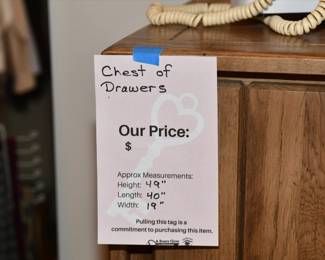 Chest of
Drawers
Our Price:
$
Approx Measurements:
Height: 49"
Length: 40"
Width: 19"
Pulling this tag is a
commitment to purchasing this item.